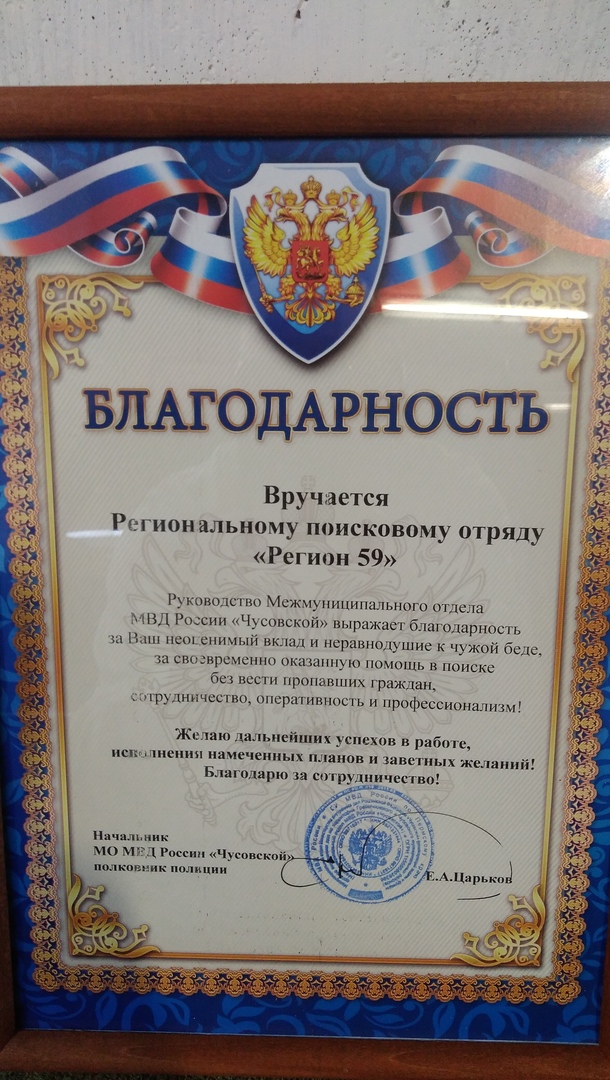 БЛАГОДАРНОСТЬ
Вручается
Региональному поисковому отряду
«Регион 59»
Руководство Межмуниципального отдела
МВД России «Чусовской» выражает благодарность
за Ваш неоценимый вклад и неравнодушие к чужой беде,
за своевременно оказанную помощь в поиске
без вести пропавших граждан,
сотрудничество, оперативность и профессионализм!
Желаю дальнейших успехов в работе,
исполнения намеченных планов и заветных желаний!
Благодарю за сотрудничество!
Начальник
МО МВД России «Чусовской»
полковник полиции
Е.А.Царьков